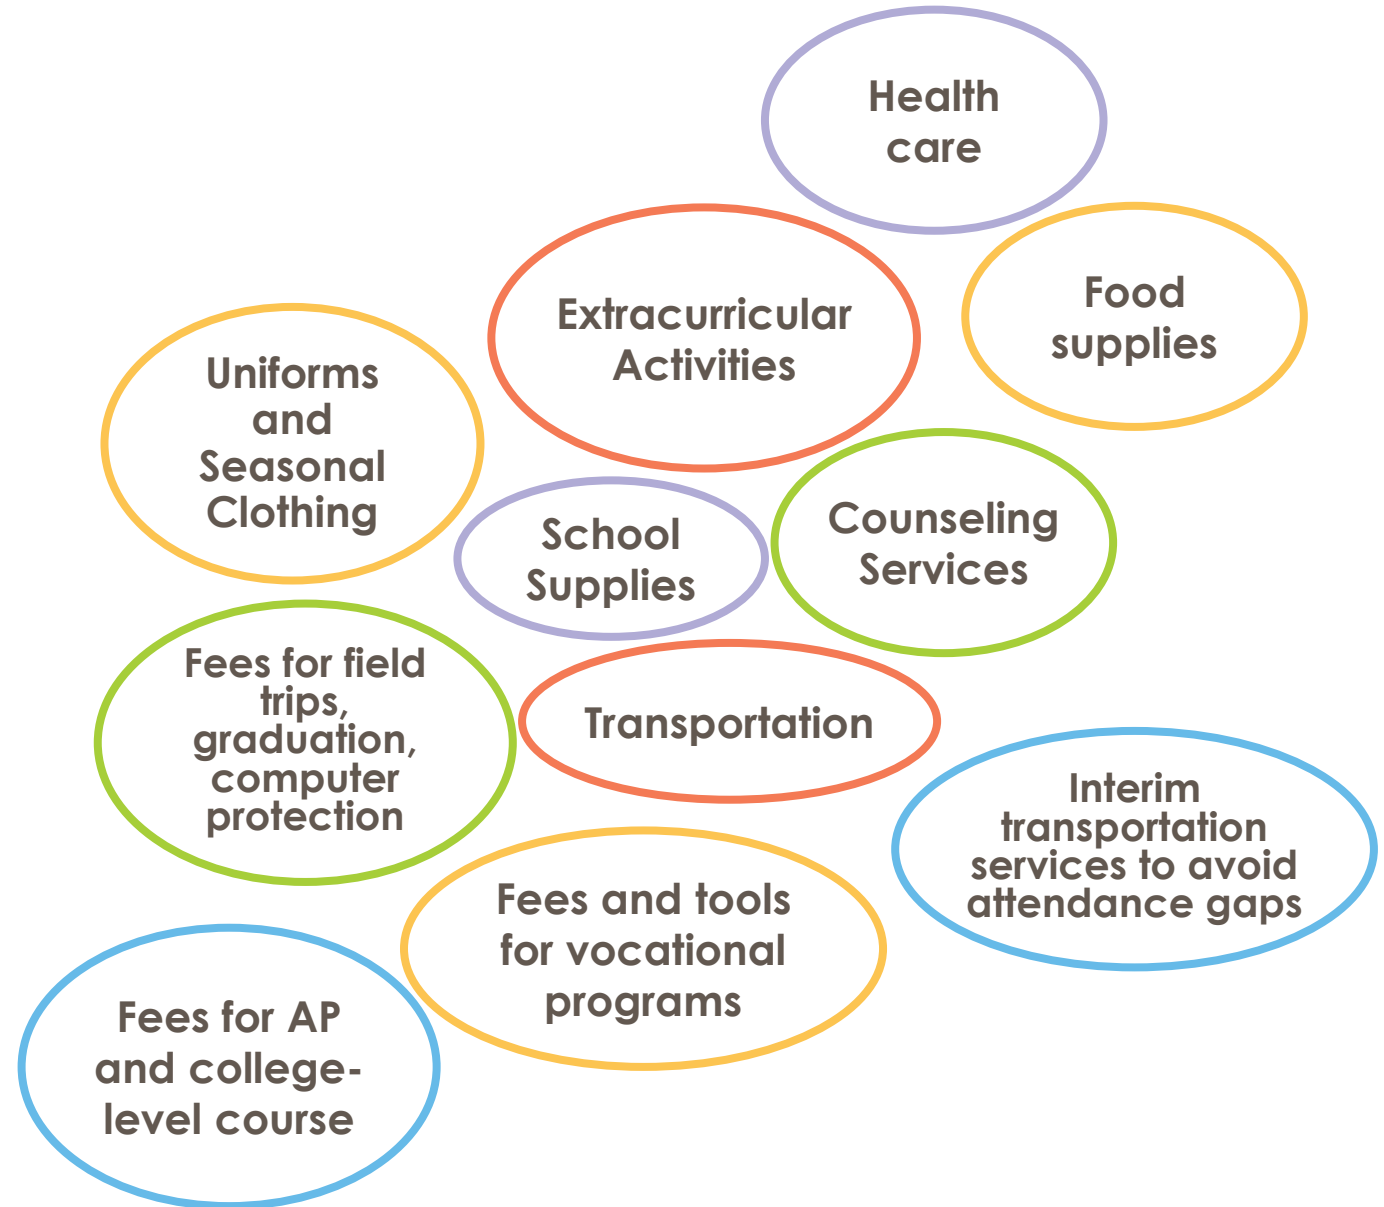 Health
care
Extracurricular
Activities
Food
supplies
Uniforms
and
Seasonal
Clothing
School
Supplies
Counseling
Services
Fees for field
trips,
graduation,
computer
protection
Transportation
Interim
transportation
services to avoid
attendance gaps
Fees and tools
for vocational
programs
Fees for AP
and college-
level course